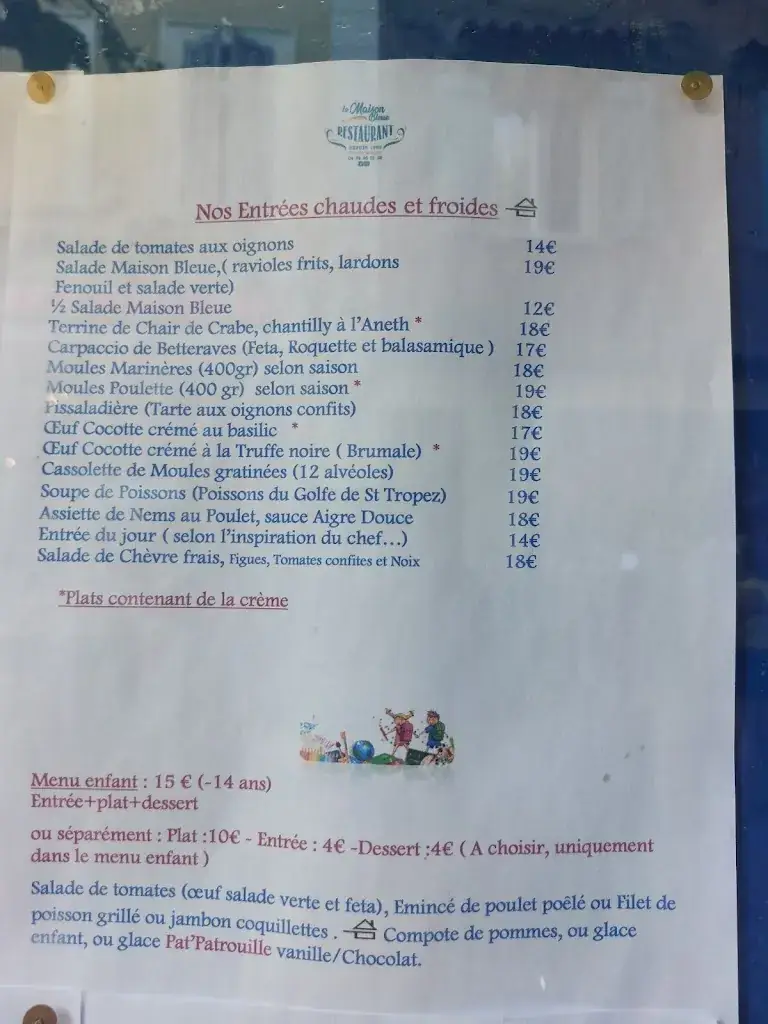 la Maison
Bleue
RESTAURANT
Nos Entrées chaudes et froides
Salade de tomates aux oignons 14€
Salade Maison Bleue,( ravioles frits, lardons 19€
Fenouil et salade verte)
½ Salade Maison Bleue 12€
Terrine de Chair de Crabe, chantilly à l'Aneth * 18€
Carpaccio de Betteraves (Feta, Roquette et balasamique ) 17€
Moules Marinères (400gr) selon saison 18€
Moules Poulette (400 gr) selon saison * 19€
Pissaladière (Tarte aux oignons confits) 18€
Œuf Cocotte crémé au basilic * 17€
Œuf Cocotte crémé à la Truffe noire ( Brumale) * 19€
Cassolette de Moules gratinées (12 alvéoles) 19€
Soupe de Poissons (Poissons du Golfe de St Tropez) 19€
Assiette de Nems au Poulet, sauce Aigre Douce 18€
Entrée du jour ( selon l'inspiration du chef...) 14€
Salade de Chèvre frais, Figues, Tomates confites et Noix 18€
*Plats contenant de la crème
Menu enfant : 15 € (-14 ans)
Entrée+plat+dessert
ou séparément : Plat :10€ - Entrée : 4€ -Dessert :4€ ( A choisir, uniquement
dans le menu enfant )
Salade de tomates (œuf salade verte et feta), Emincé de poulet poêlé ou Filet de
poisson grillé ou jambon coquillettes . Compote de pommes, ou glace
enfant, ou glace Pat'Patrouille vanille/Chocolat.